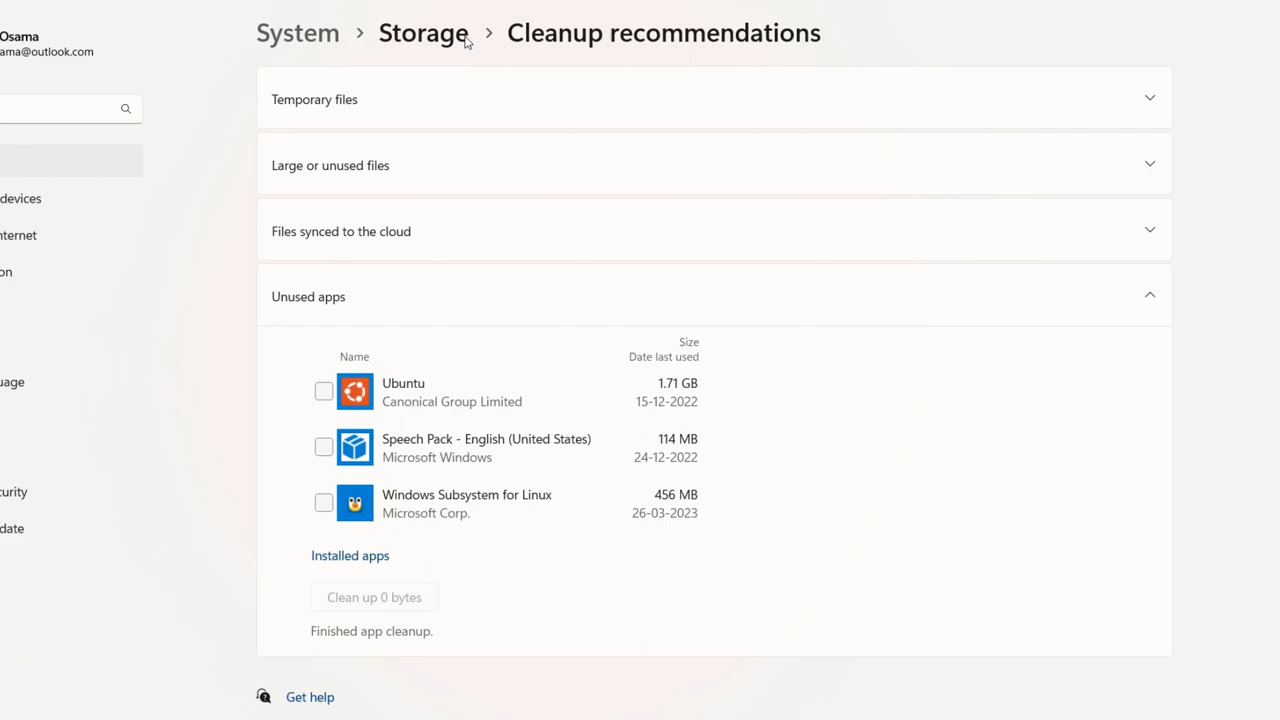 Osama
ama@outlook.com
System > Storage > Cleanup recommendations
Temporary files
Large or unused files
Files synced to the cloud
Unused apps
devices
nternet
on
uage
curity
date
Size
Name Date last used
Ubuntu 1.71 GB
Canonical Group Limited 15-12-2022
Speech Pack - English (United States) 114 MB
Microsoft Windows 24-12-2022
Windows Subsystem for Linux 456 MB
Microsoft Corp. 26-03-2023
Installed apps
Clean up 0 bytes
Finished app cleanup.
Get help